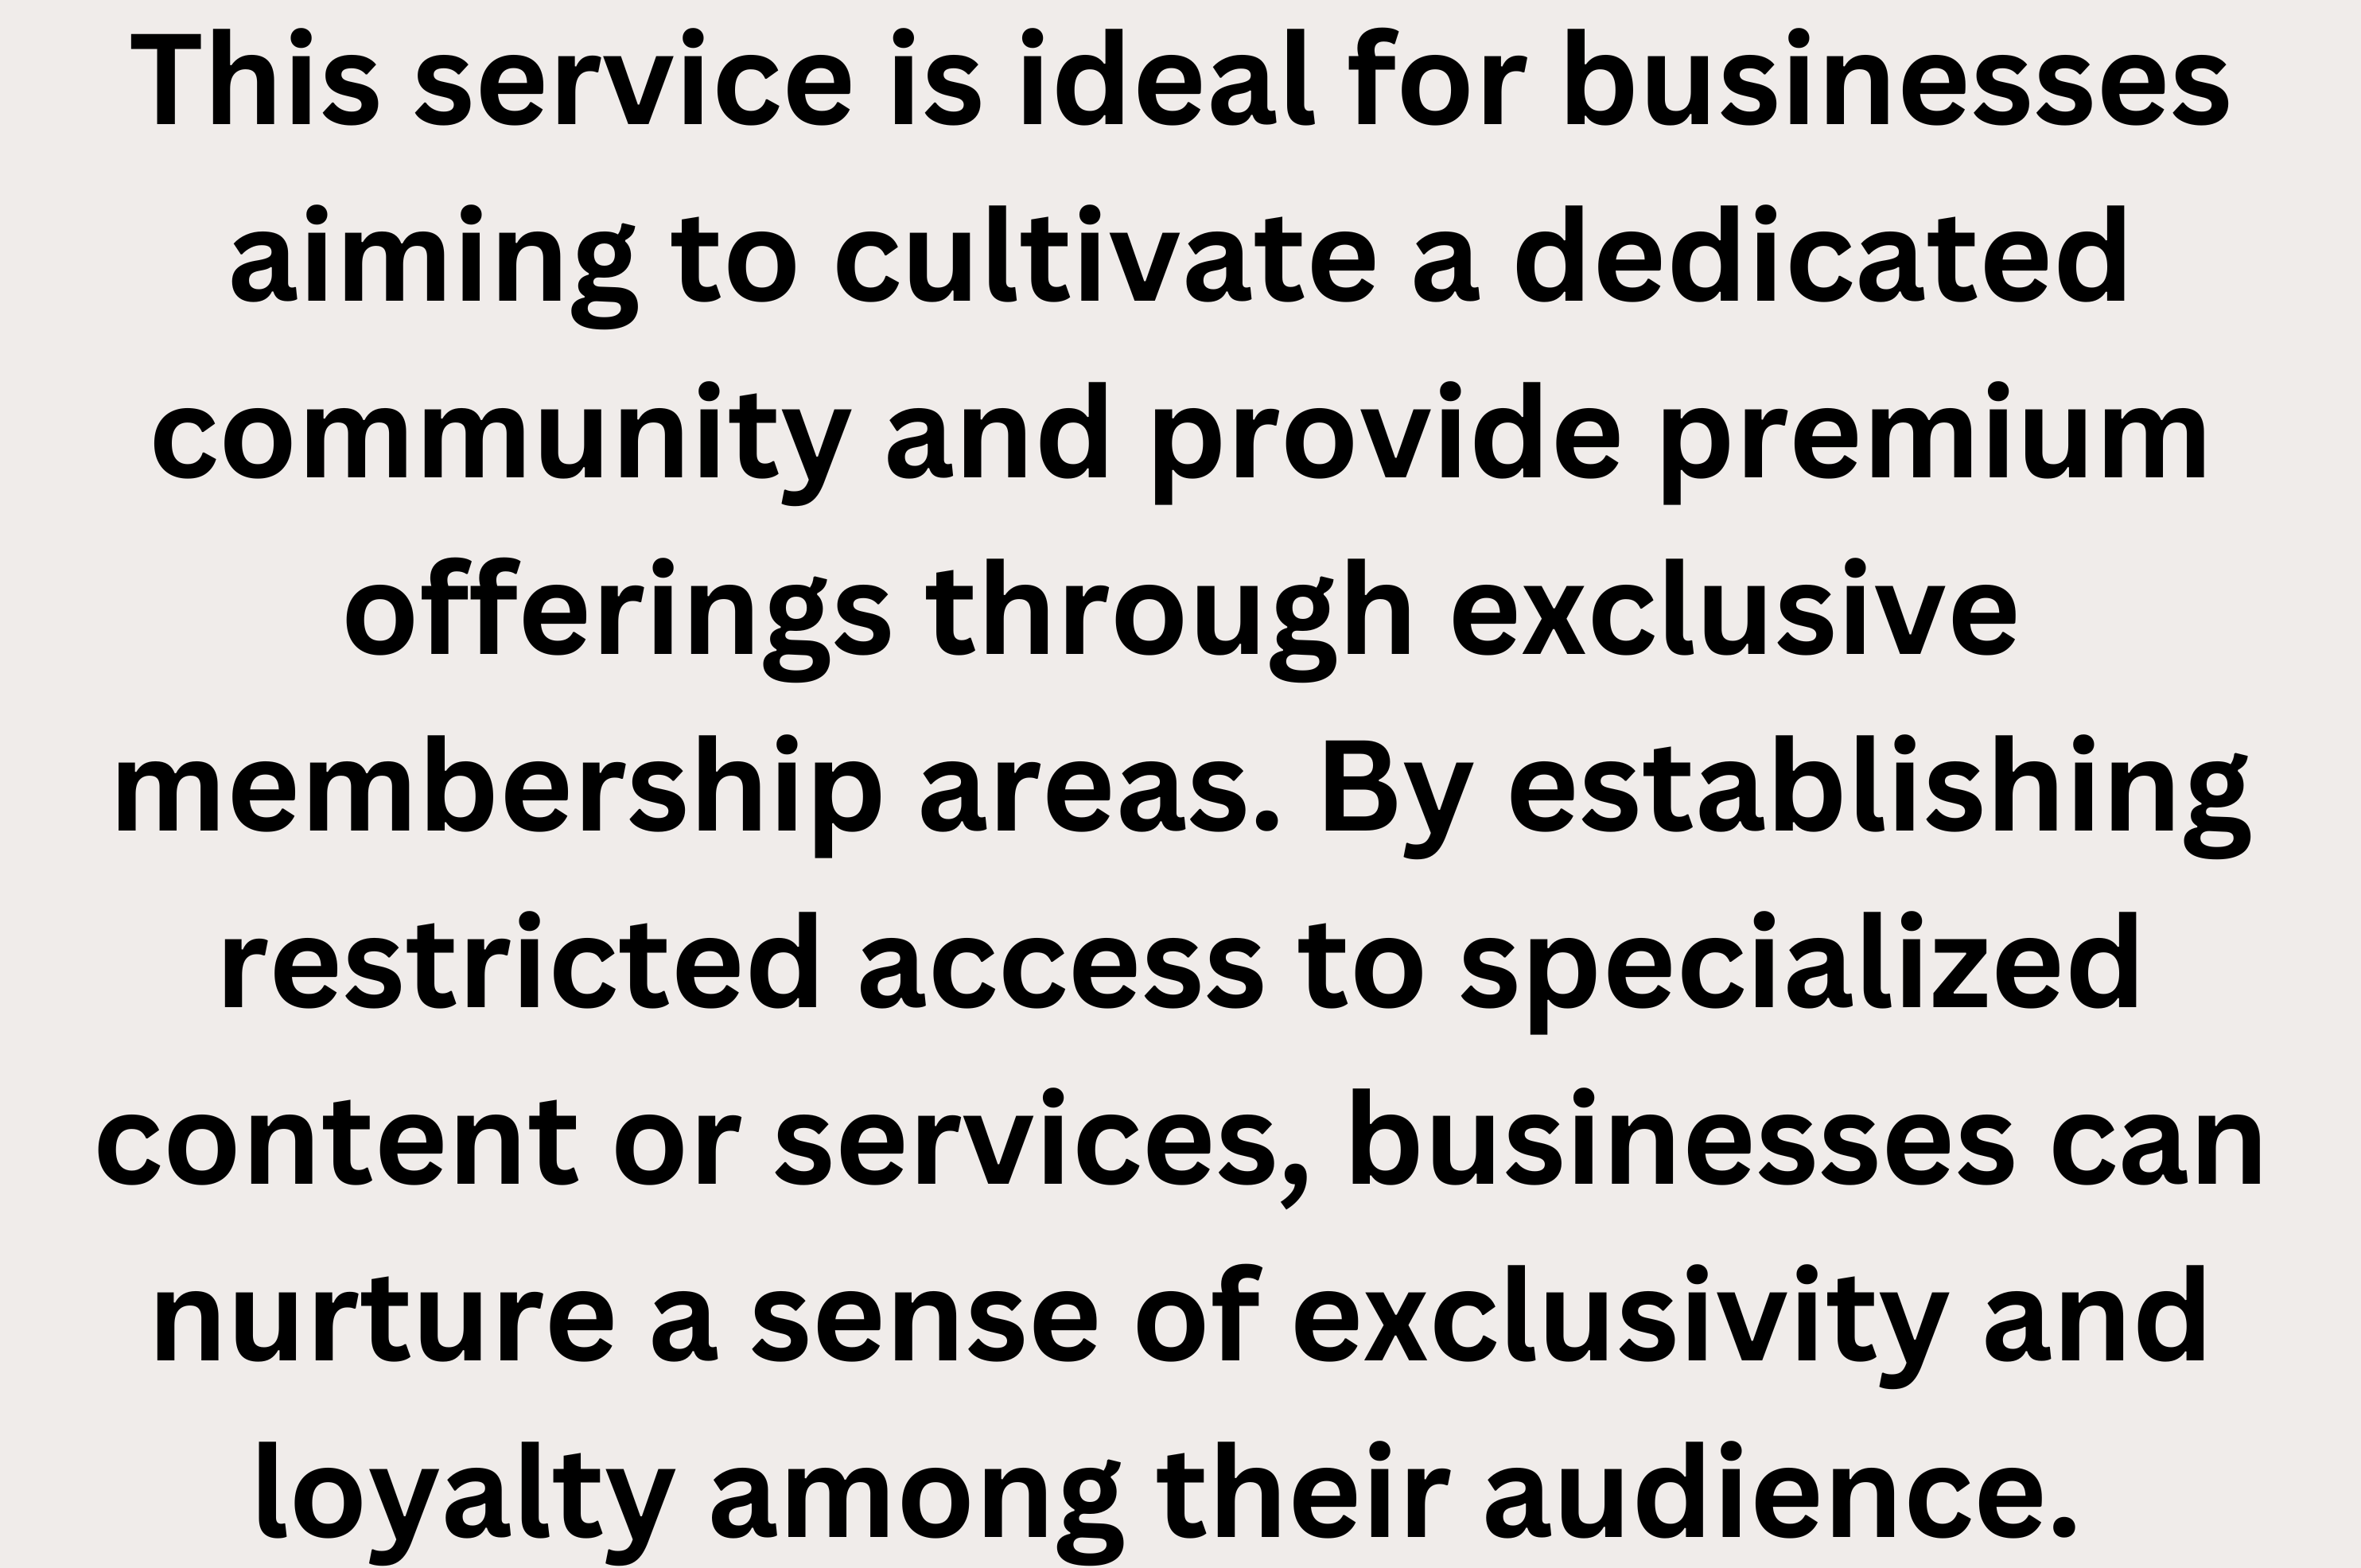 This service is ideal for businesses
aiming to cultivate a dedicated
community and provide premium
offerings through exclusive
membership areas. By establishing
restricted access to specialized
content or services, businesses can
nurture a sense of exclusivity and
loyalty among their audience.